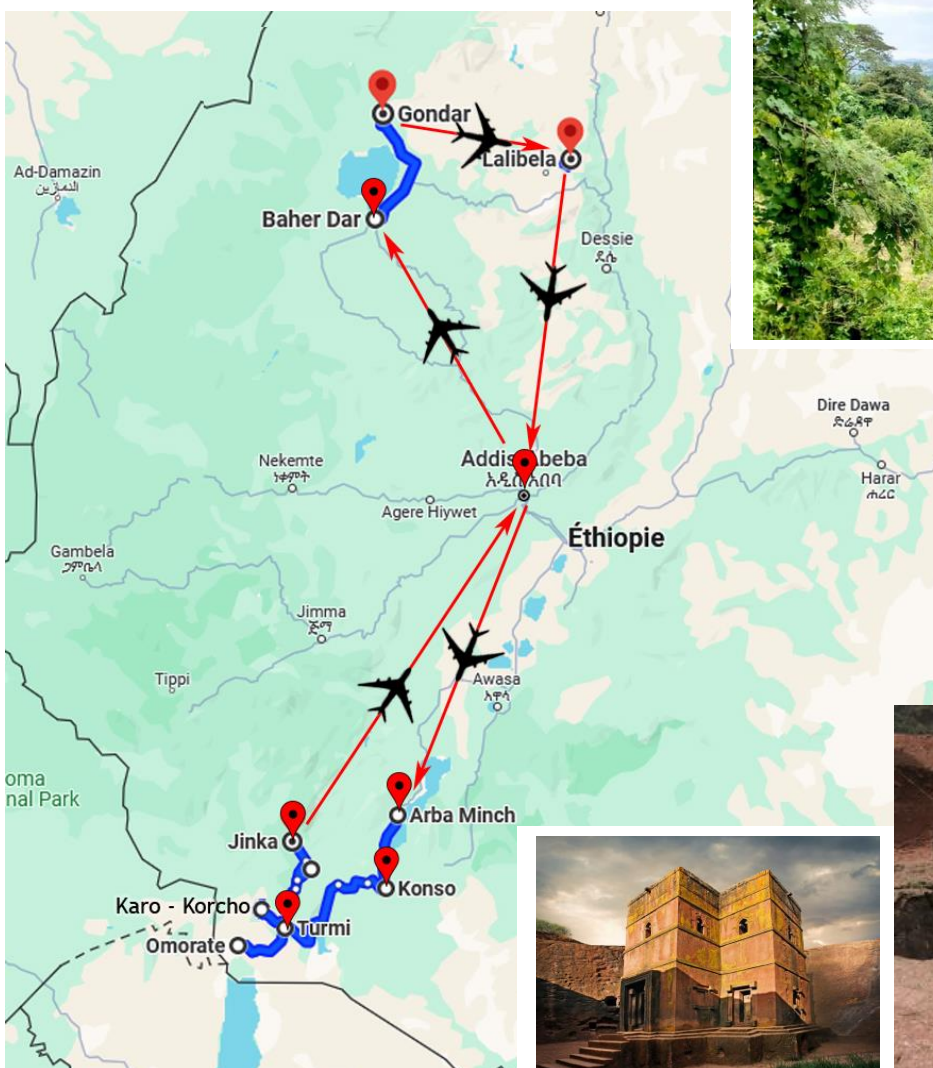 Gondar
Lalibela
Ad-Damazin
الدمازين
Baher Dar
Dessie
ደሴ
Dire Dawa
ድሬዳዋ
Addis Abeba
አዲስ አበባ
Nekemte
ነቀምት
Harar
ሐረር
Agere Hiywet
Éthiopie
Gambela
ጋምቤላ
Jimma
ጅማ
Tippi
Awasa
አዋሳ
oma
nal Park
Arba Minch
Jinka
Konso
Karo - Korcho
Turmi
Omorate